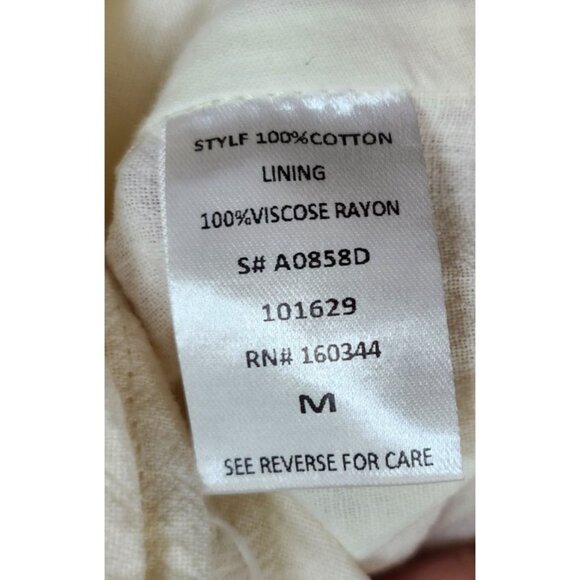 STYLF 100%COTTON
LINING
100%VISCOSE RAYON
S# A0858D
101629
RN# 160344
M
SEE REVERSE FOR CARE